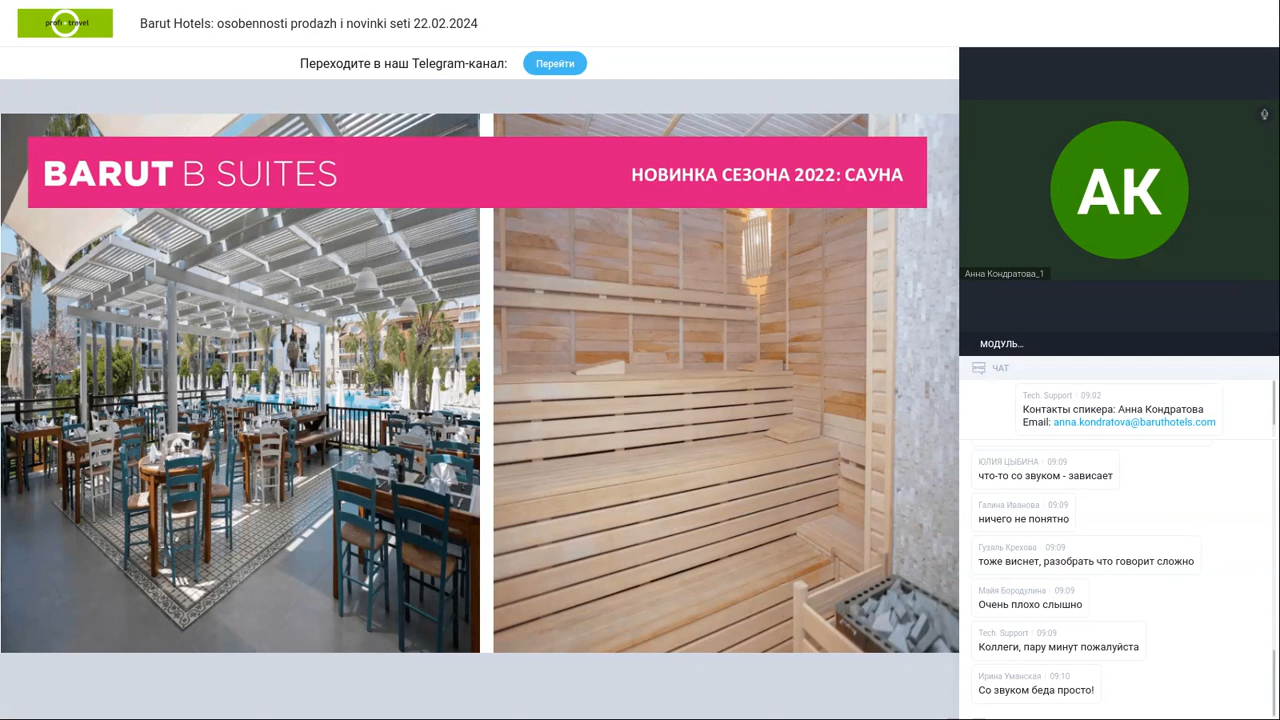 profi travel
Barut Hotels: osobennosti prodazh i novinki seti 22.02.2024
Переходите в наш Telegram-канал:
Перейти
BARUT B SUITES
НОВИНКА СЕЗОНА 2022: САУНА
АК
Анна Кондратова_1
МОДУЛЬ...
ЧАТ
Tech. Support · 09:02
Контакты спикера: Анна Кондратова
Email: anna.kondratova@baruthotels.com
ЮЛИЯ ЦЫБИНА · 09:09
что-то со звуком - зависает
Галина Иванова · 09:09
ничего не понятно
Гузяль Крехова · 09:09
тоже виснет, разобрать что говорит сложно
Майя Бородулина · 09:09
Очень плохо слышно
Tech. Support · 09:09
Коллеги, пару минут пожалуйста
Ирина Уманская · 09:10
Со звуком беда просто!